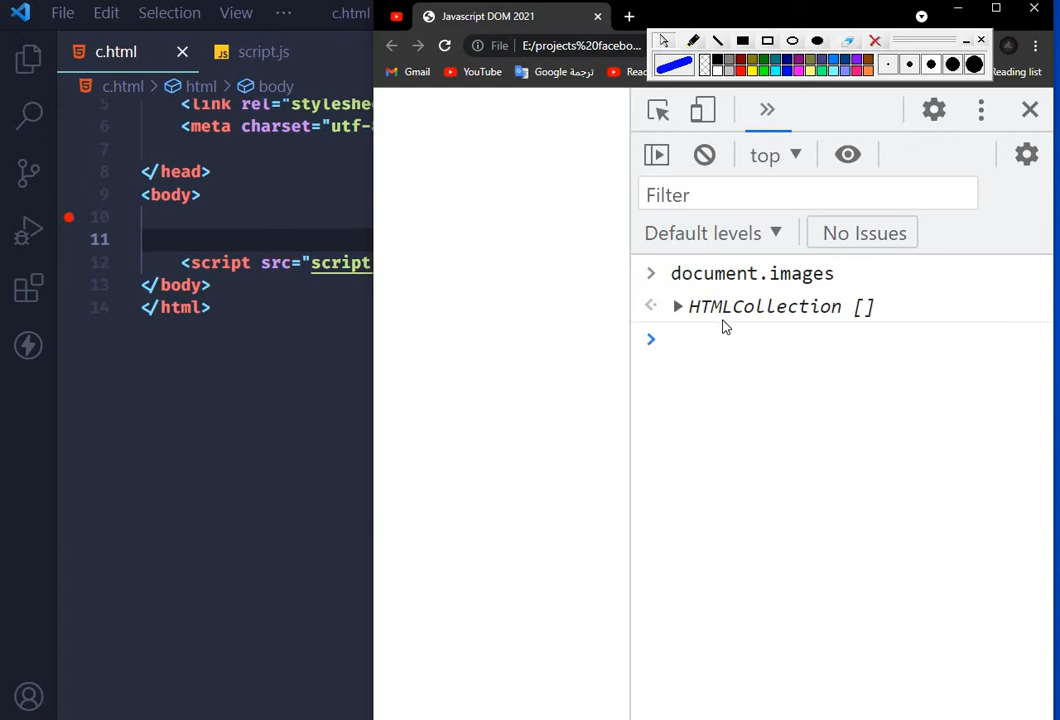 File Edit Selection View ··· c.html
c.html script.js
c.html > html > body
5 <link rel="styleshe
6 <meta charset="utf-8
7
8 </head>
9 <body>
10
11
12 <script src="script
13 </body>
14 </html>
Javascript DOM 2021
File E:/projects%20facebo...
Gmail YouTube ترجمة Google Reading list
top
Filter
Default levels No Issues
document.images
HTMLCollection []